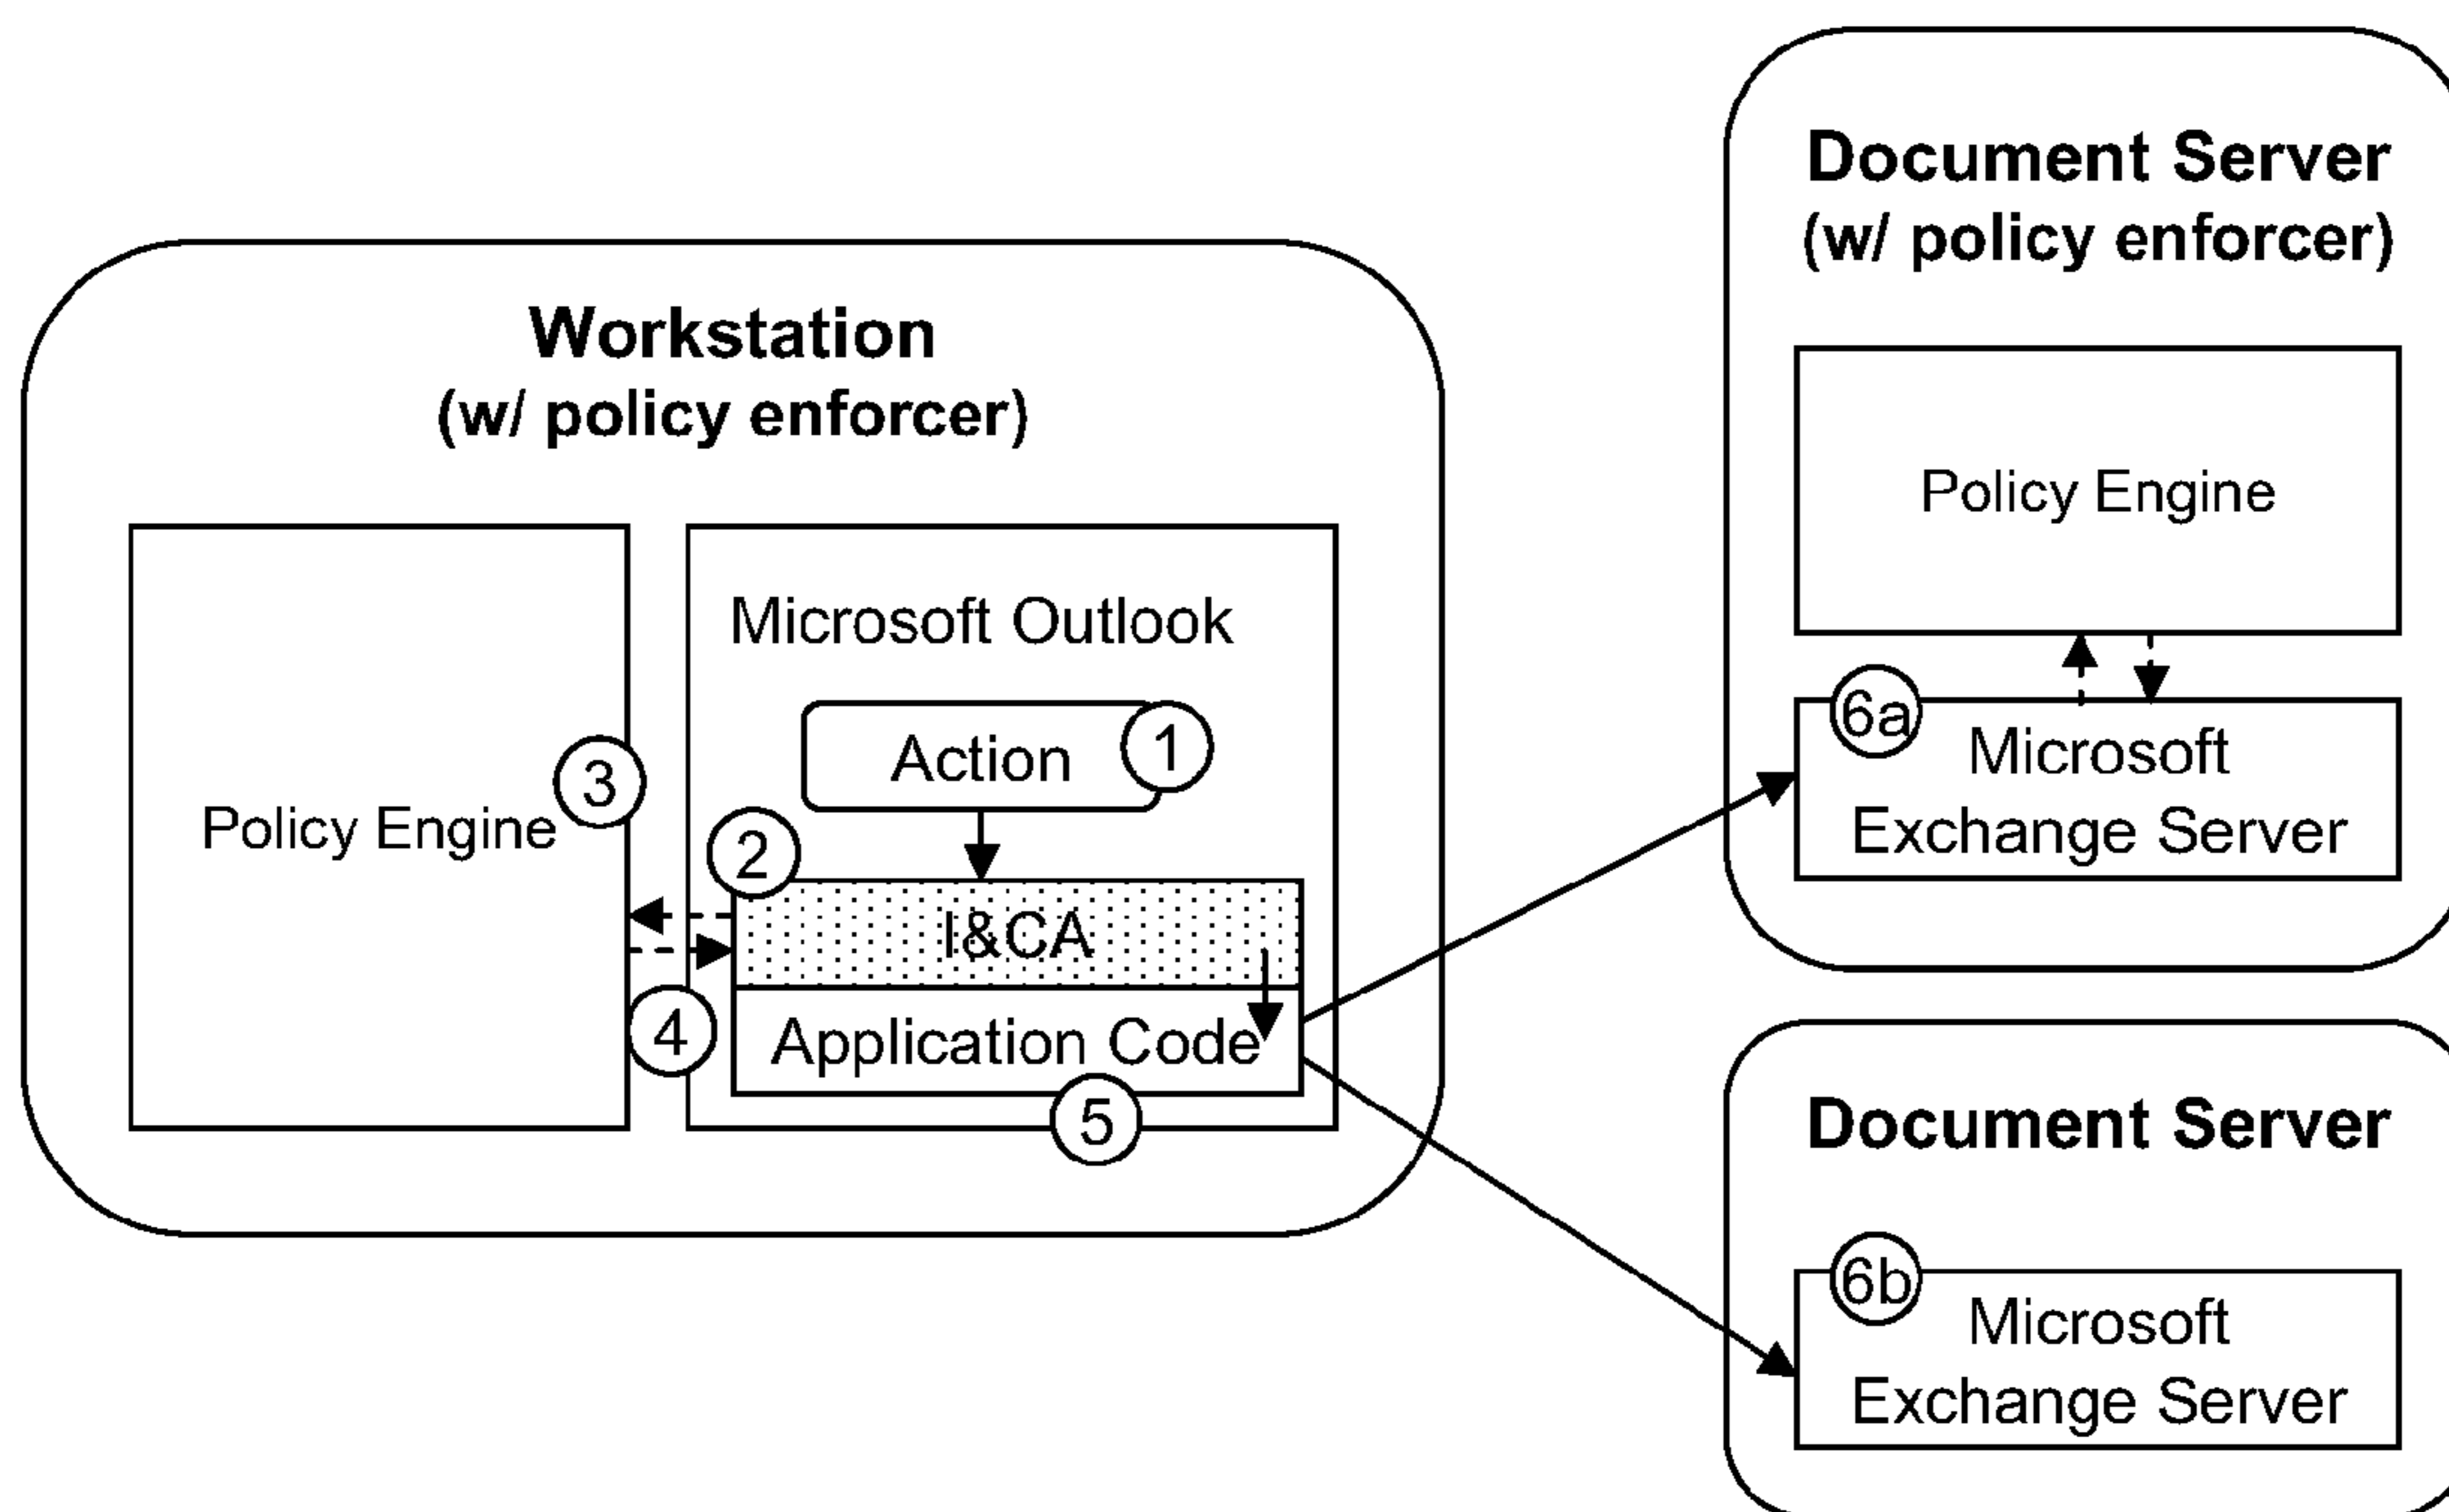 Workstation
(w/ policy enforcer)
Policy Engine
3
Microsoft Outlook
Action
1
2
I&CA
4
Application Code
5
Document Server
(w/ policy enforcer)
Policy Engine
6a
Microsoft
Exchange Server
Document Server
6b
Microsoft
Exchange Server